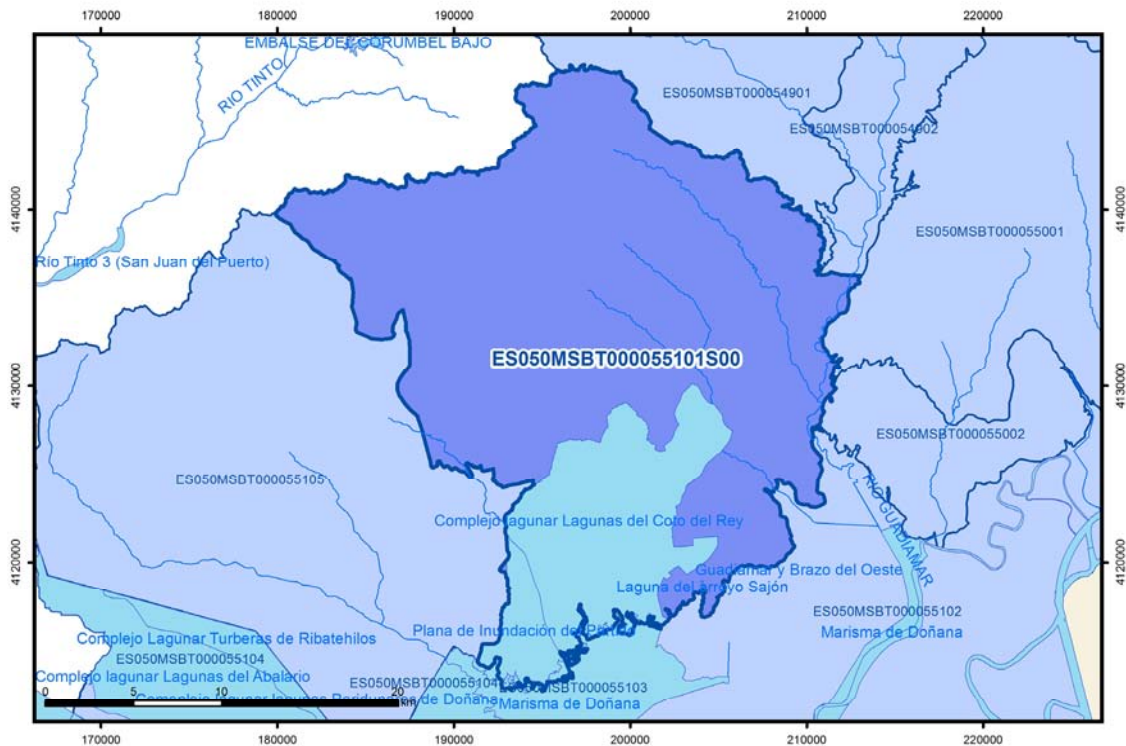 170000 180000 190000 200000 210000 220000
EMBALSE DEL CORUMBEL BAJO
RIO TINTO
ES050MSBT000054901
ES050MSBT000054902
4140000
4140000
ES050MSBT000055001
Río Tinto 3 (San Juan del Puerto)
ES050MSBT000055101S00
4130000
4130000
ES050MSBT000055002
ES050MSBT000055105
RIO GUADIAMAR
Complejo lagunar Lagunas del Coto del Rey
4120000
4120000
Guadiamar y Brazo del Oeste
Laguna del Arroyo Sajón
ES050MSBT000055102
Marisma de Doñana
Plana de Inundación del Partido
Complejo Lagunar Turberas de Ribatehilos
ES050MSBT000055104
Complejo lagunar Lagunas del Abalario
ES050MSBT000055104
ES050MSBT000055103
0 5 10 20
km
de Doñana
Marisma de Doñana
170000 180000 190000 200000 210000 220000